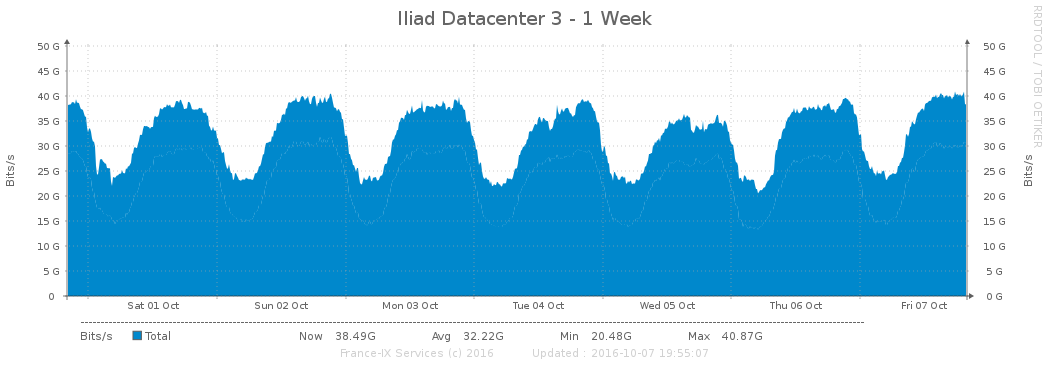 Iliad Datacenter 3 - 1 Week
RRDTOOL / TOBI OETIKER
50 G 50 G
45 G 45 G
40 G 40 G
35 G 35 G
30 G 30 G
25 G 25 G
20 G 20 G
15 G 15 G
10 G 10 G
5 G 5 G
0 0 G
Bits/s Bits/s
Sat 01 Oct Sun 02 Oct Mon 03 Oct Tue 04 Oct Wed 05 Oct Thu 06 Oct Fri 07 Oct
Bits/s Total Now 38.49G Avg 32.22G Min 20.48G Max 40.87G
France-IX Services (c) 2016 Updated : 2016-10-07 19:55:07